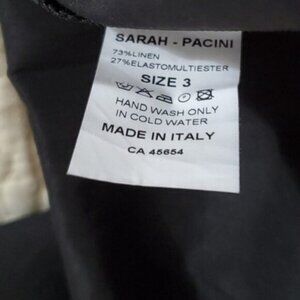 SARAH - PACINI
73%LINEN
27%ELASTOMULTIESTER
SIZE 3
HAND WASH ONLY
IN COLD WATER
MADE IN ITALY
CA 45654